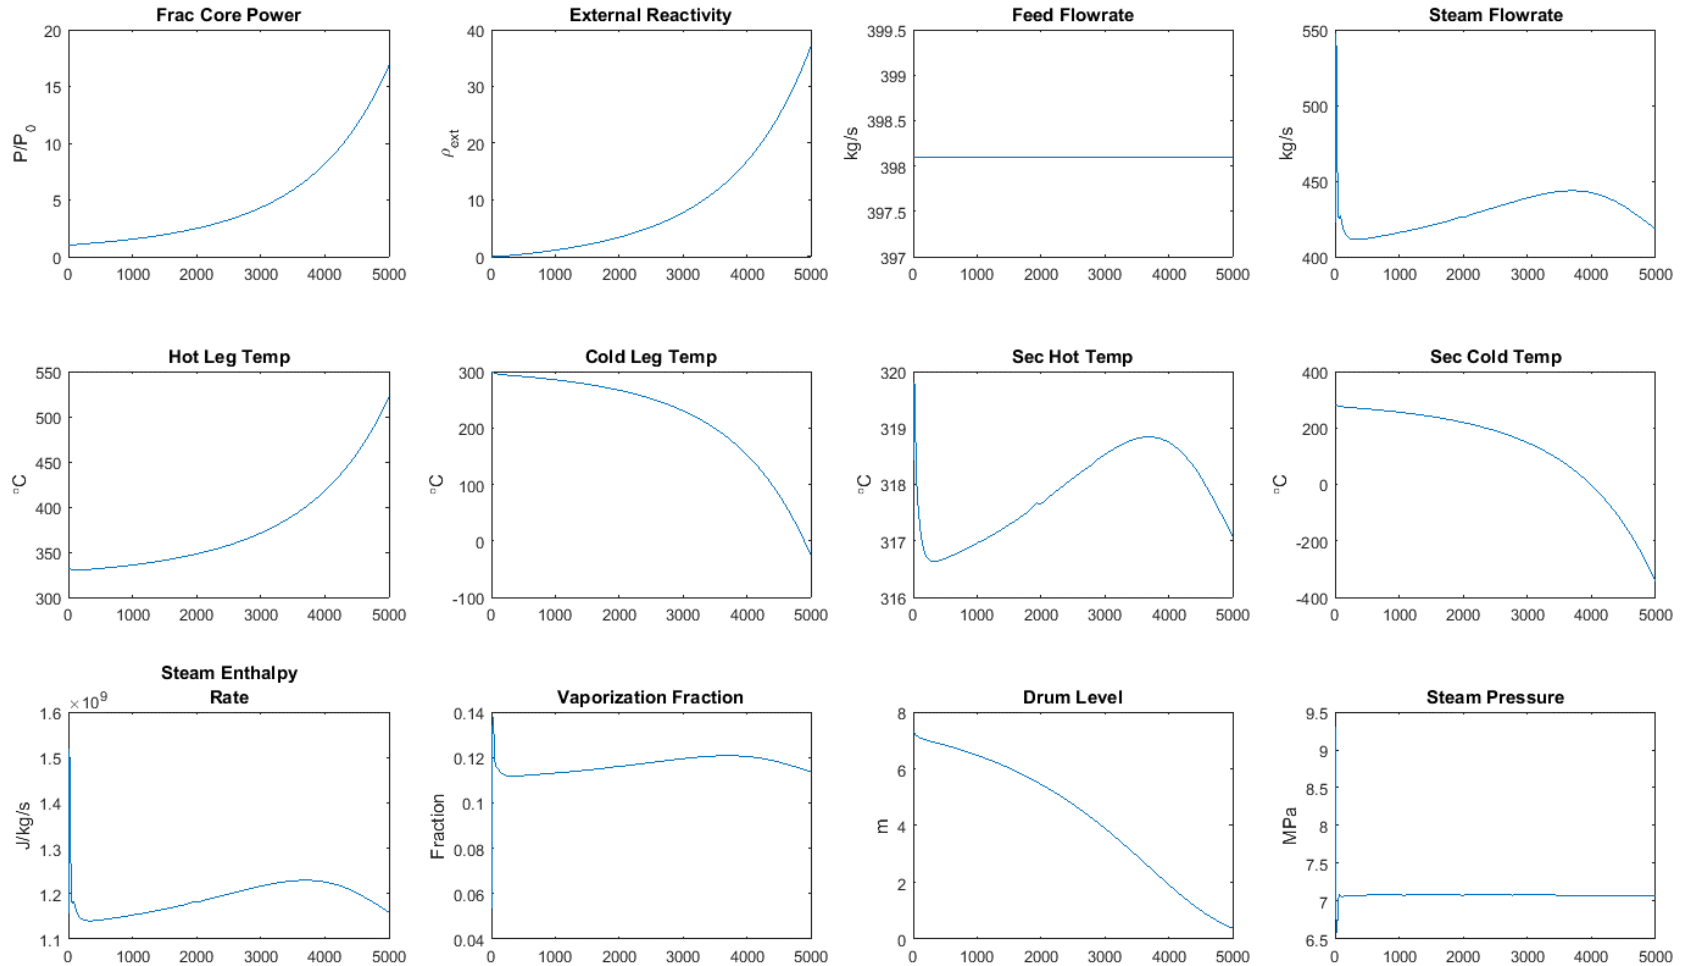 Frac Core Power
20
15
10
5
0
P/P0
0 1000 2000 3000 4000 5000
External Reactivity
40
30
20
10
0
ρext
0 1000 2000 3000 4000 5000
Feed Flowrate
399.5
399
398.5
398
397.5
397
kg/s
0 1000 2000 3000 4000 5000
Steam Flowrate
550
500
450
400
kg/s
0 1000 2000 3000 4000 5000
Hot Leg Temp
550
500
450
400
350
300
°C
0 1000 2000 3000 4000 5000
Cold Leg Temp
300
200
100
0
-100
°C
0 1000 2000 3000 4000 5000
Sec Hot Temp
320
319
318
317
316
°C
0 1000 2000 3000 4000 5000
Sec Cold Temp
400
200
0
-200
-400
°C
0 1000 2000 3000 4000 5000
Steam Enthalpy
Rate
×10^9
1.6
1.5
1.4
1.3
1.2
1.1
J/kg/s
0 1000 2000 3000 4000 5000
Vaporization Fraction
0.14
0.12
0.1
0.08
0.06
0.04
Fraction
0 1000 2000 3000 4000 5000
Drum Level
8
6
4
2
0
m
0 1000 2000 3000 4000 5000
Steam Pressure
9.5
9
8.5
8
7.5
7
6.5
MPa
0 1000 2000 3000 4000 5000